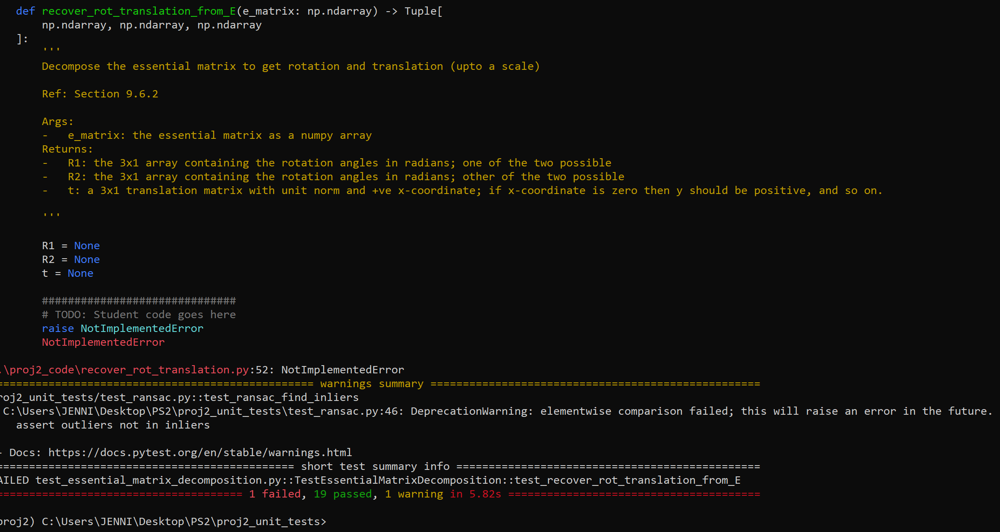 def recover_rot_translation_from_E(e_matrix: np.ndarray) -> Tuple[
np.ndarray, np.ndarray, np.ndarray
]:
'''
Decompose the essential matrix to get rotation and translation (upto a scale)
Ref: Section 9.6.2
Args:
-   e_matrix: the essential matrix as a numpy array
Returns:
-   R1: the 3x1 array containing the rotation angles in radians; one of the two possible
-   R2: the 3x1 array containing the rotation angles in radians; other of the two possible
-   t: a 3x1 translation matrix with unit norm and +ve x-coordinate; if x-coordinate is zero then y should be positive, and so on.
'''
R1 = None
R2 = None
t = None
##############################
# TODO: Student code goes here
raise NotImplementedError
NotImplementedError
.\proj2_code\recover_rot_translation.py:52: NotImplementedError
================================================= warnings summary ===================================================
roj2_unit_tests/test_ransac.py::test_ransac_find_inliers
C:\Users\JENNI\Desktop\PS2\proj2_unit_tests\test_ransac.py:46: DeprecationWarning: elementwise comparison failed; this will raise an error in the future.
assert outliers not in inliers
- Docs: https://docs.pytest.org/en/stable/warnings.html
============================================== short test summary info ===============================================
AILED test_essential_matrix_decomposition.py::TestEssentialMatrixDecomposition::test_recover_rot_translation_from_E
====================================== 1 failed, 19 passed, 1 warning in 5.82s =======================================
proj2) C:\Users\JENNI\Desktop\PS2\proj2_unit_tests>